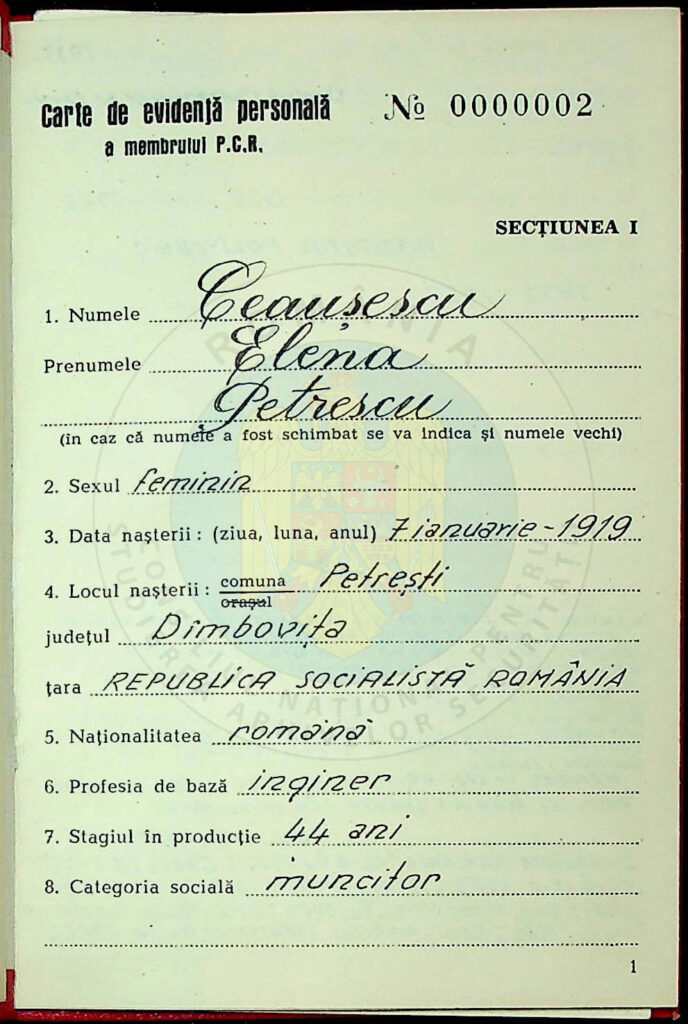 Carte de evidență personală № 0000002
a membrului P.C.R.
SECȚIUNEA I
1. Numele Ceaușescu
Prenumele Elena
Petrescu
(în caz că numele a fost schimbat se va indica și numele vechi)
2. Sexul feminin
3. Data nașterii : (ziua, luna, anul) 7 ianuarie - 1919
4. Locul nașterii : comuna Petrești
orașul
județul Dîmbovița
țara REPUBLICA SOCIALISTĂ ROMÂNIA
5. Naționalitatea română
6. Profesia de bază inginer
7. Stagiul în producție 44 ani
8. Categoria socială muncitor
1